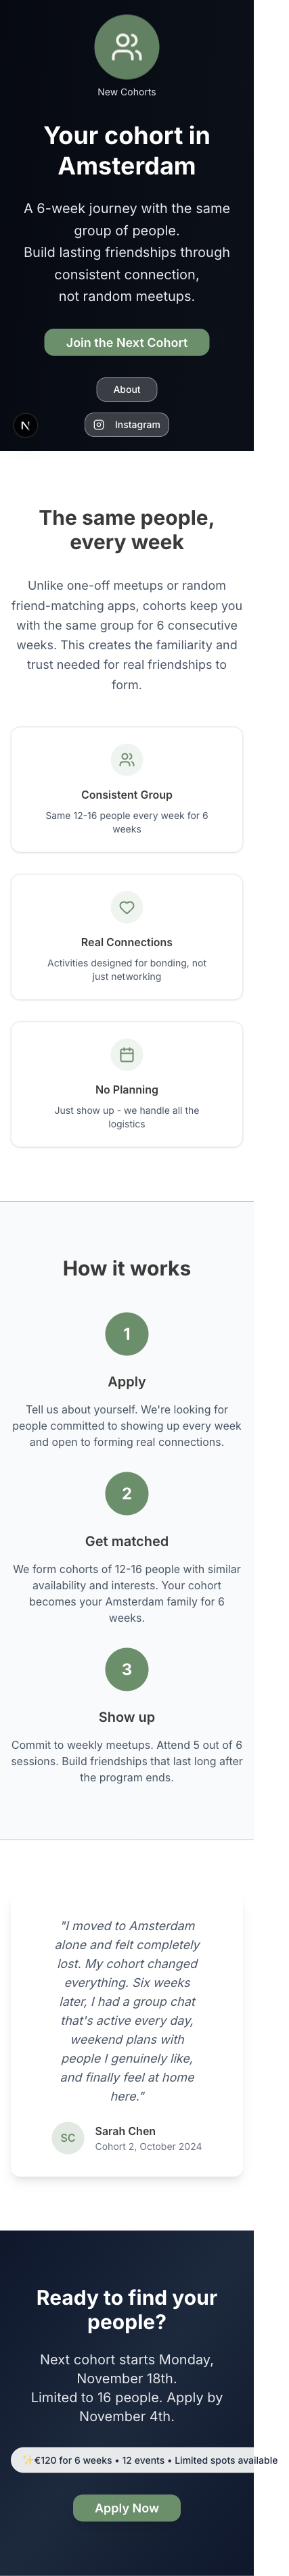 New Cohorts
Your cohort in
Amsterdam
A 6-week journey with the same
group of people.
Build lasting friendships through
consistent connection,
not random meetups.
Join the Next Cohort
About
N
Instagram
The same people,
every week
Unlike one-off meetups or random
friend-matching apps, cohorts keep you
with the same group for 6 consecutive
weeks. This creates the familiarity and
trust needed for real friendships to
form.
Consistent Group
Same 12-16 people every week for 6
weeks
Real Connections
Activities designed for bonding, not
just networking
No Planning
Just show up - we handle all the
logistics
How it works
1
Apply
Tell us about yourself. We're looking for
people committed to showing up every week
and open to forming real connections.
2
Get matched
We form cohorts of 12-16 people with similar
availability and interests. Your cohort
becomes your Amsterdam family for 6
weeks.
3
Show up
Commit to weekly meetups. Attend 5 out of 6
sessions. Build friendships that last long after
the program ends.
"I moved to Amsterdam
alone and felt completely
lost. My cohort changed
everything. Six weeks
later, I had a group chat
that's active every day,
weekend plans with
people I genuinely like,
and finally feel at home
here."
SC
Sarah Chen
Cohort 2, October 2024
Ready to find your
people?
Next cohort starts Monday,
November 18th.
Limited to 16 people. Apply by
November 4th.
✨€120 for 6 weeks • 12 events • Limited spots available
Apply Now